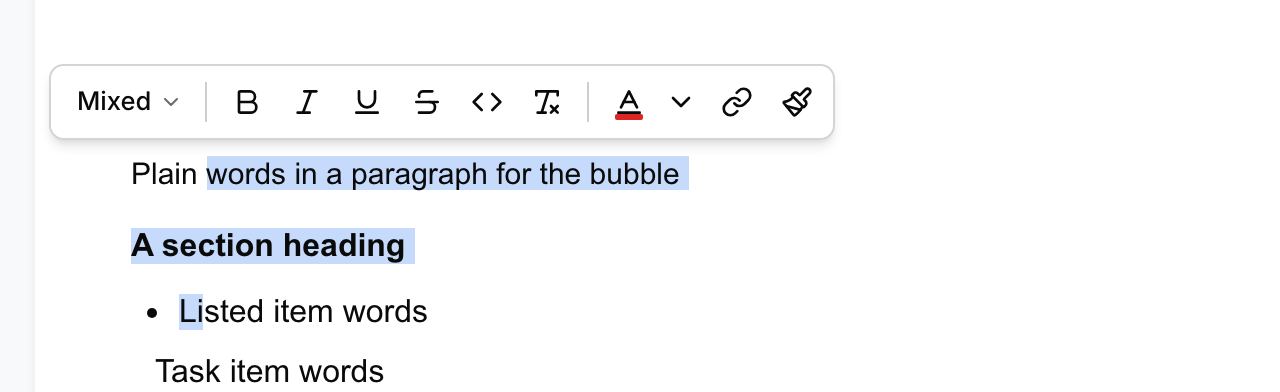 Mixed
Plain words in a paragraph for the bubble
A section heading
Listed item words
Task item words